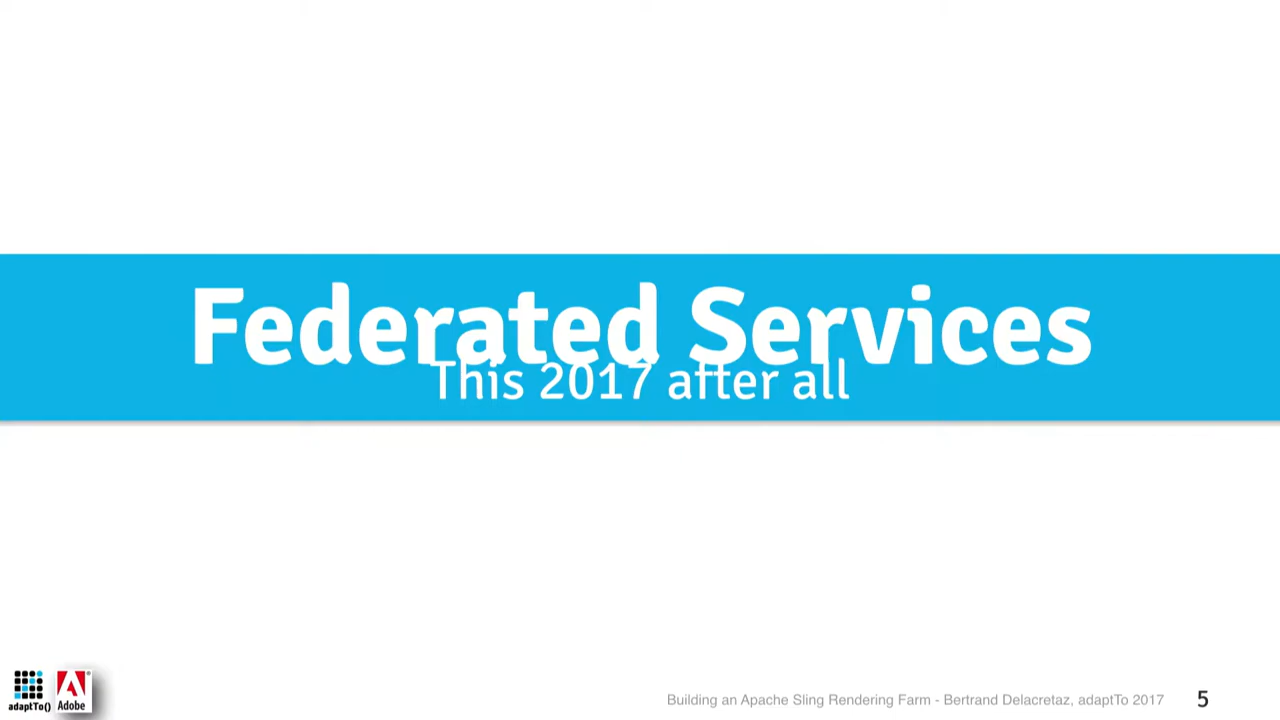 Federated Services
This 2017 after all
adaptTo()
Adobe
Building an Apache Sling Rendering Farm - Bertrand Delacretaz, adaptTo 2017
5